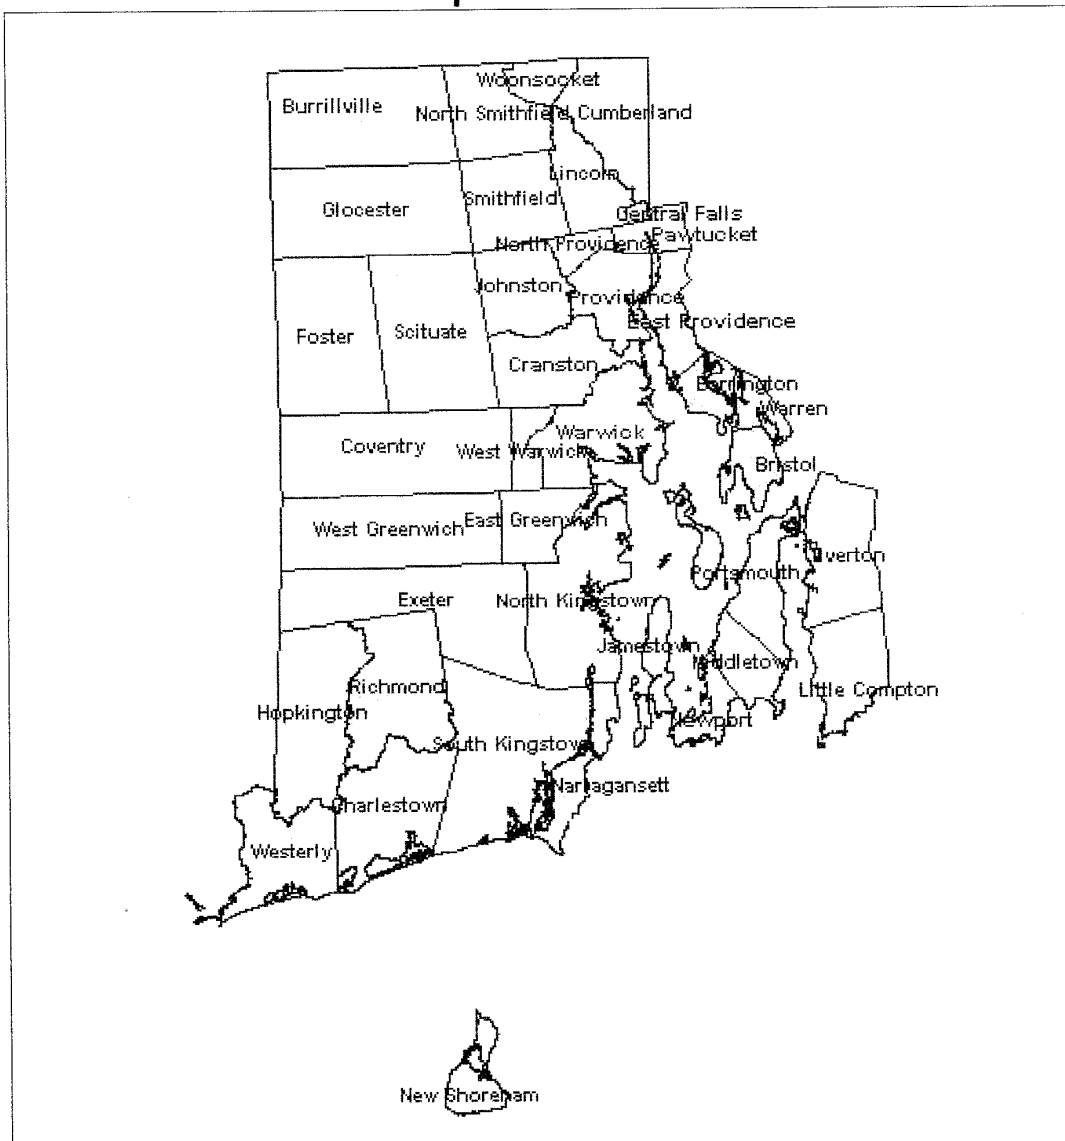 Woonsocket
Burrillville
North Smithfield
Cumberland
Lincoln
Smithfield
Glocester
Central Falls
Pawtucket
North Providence
Johnston
Providence
East Providence
Foster
Scituate
Cranston
Barrington
Warren
Warwick
Coventry
West Warwick
Bristol
East Greenwich
West Greenwich
Tiverton
Portsmouth
Exeter
North Kingstown
Jamestown
Middletown
Richmond
Little Compton
Hopkington
Newport
South Kingstown
Narragansett
Charlestown
Westerly
New Shoreham